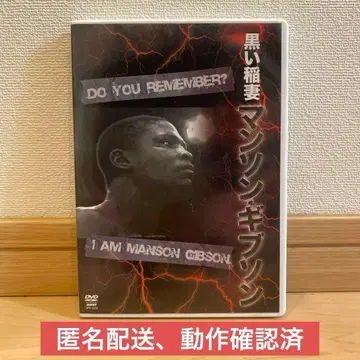 黒い稲妻
マンソン・ギブソン
DO YOU REMEMBER?
I AM MANSON GIBSON.
DVD
匿名配送、動作確認済